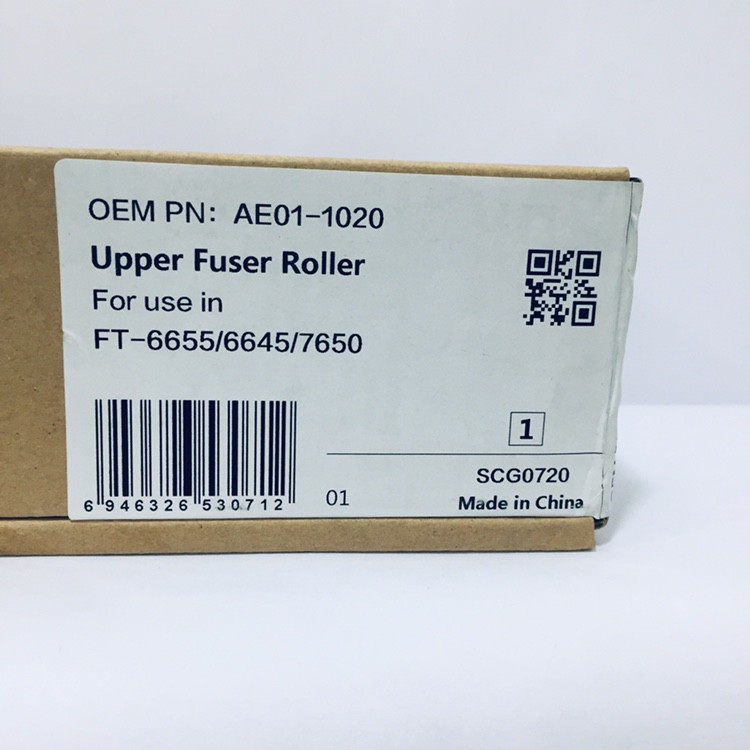 OEM PN: AE01-1020
Upper Fuser Roller
For use in
FT-6655/6645/7650
1
6 946326 530712
01
SCG0720
Made in China